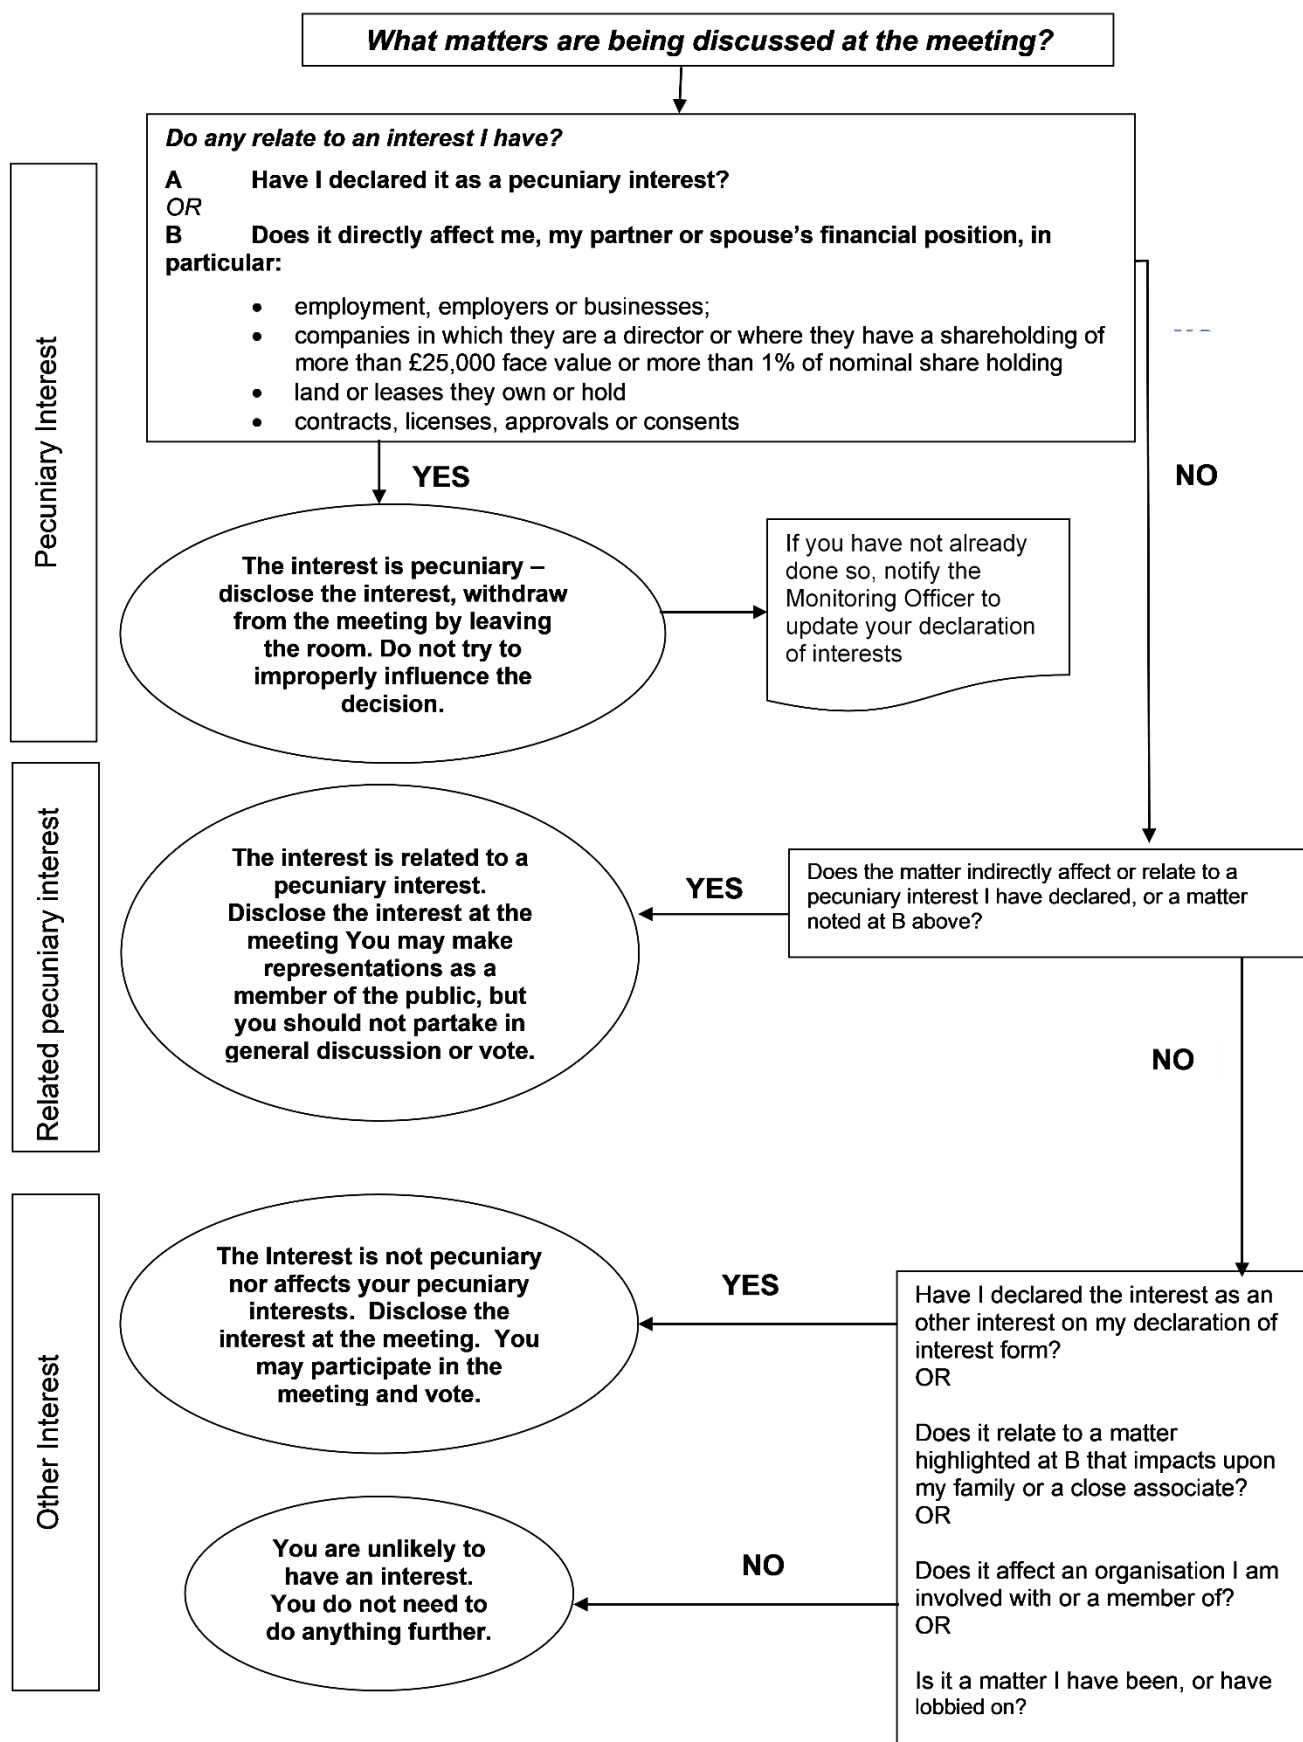 What matters are being discussed at the meeting?
Do any relate to an interest I have?
A Have I declared it as a pecuniary interest?
OR
B Does it directly affect me, my partner or spouse's financial position, in
particular:
• employment, employers or businesses;
• companies in which they are a director or where they have a shareholding of
more than £25,000 face value or more than 1% of nominal share holding
• land or leases they own or hold
• contracts, licenses, approvals or consents
Pecuniary Interest
YES
NO
The interest is pecuniary –
disclose the interest, withdraw
from the meeting by leaving
the room. Do not try to
improperly influence the
decision.
If you have not already
done so, notify the
Monitoring Officer to
update your declaration
of interests
Related pecuniary interest
The interest is related to a
pecuniary interest.
Disclose the interest at the
meeting You may make
representations as a
member of the public, but
you should not partake in
general discussion or vote.
YES
Does the matter indirectly affect or relate to a
pecuniary interest I have declared, or a matter
noted at B above?
NO
Other Interest
The Interest is not pecuniary
nor affects your pecuniary
interests. Disclose the
interest at the meeting. You
may participate in the
meeting and vote.
YES
Have I declared the interest as an
other interest on my declaration of
interest form?
OR
Does it relate to a matter
highlighted at B that impacts upon
my family or a close associate?
OR
Does it affect an organisation I am
involved with or a member of?
OR
Is it a matter I have been, or have
lobbied on?
NO
You are unlikely to
have an interest.
You do not need to
do anything further.